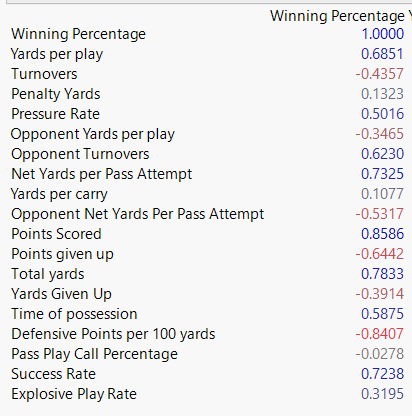 Winning Percentage
Winning Percentage 1.0000
Yards per play 0.6851
Turnovers -0.4357
Penalty Yards 0.1323
Pressure Rate 0.5016
Opponent Yards per play -0.3465
Opponent Turnovers 0.6230
Net Yards per Pass Attempt 0.7325
Yards per carry 0.1077
Opponent Net Yards Per Pass Attempt -0.5317
Points Scored 0.8586
Points given up -0.6442
Total yards 0.7833
Yards Given Up -0.3914
Time of possession 0.5875
Defensive Points per 100 yards -0.8407
Pass Play Call Percentage -0.0278
Success Rate 0.7238
Explosive Play Rate 0.3195